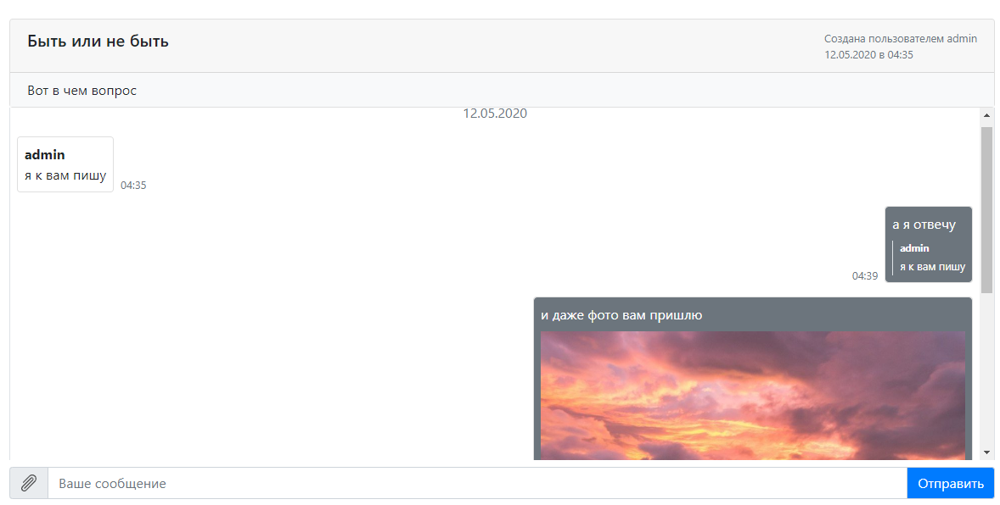 Быть или не быть
Создана пользователем admin
12.05.2020 в 04:35
Вот в чем вопрос
12.05.2020
admin
я к вам пишу
04:35
а я отвечу
admin
я к вам пишу
04:39
и даже фото вам пришлю
Ваше сообщение
Отправить